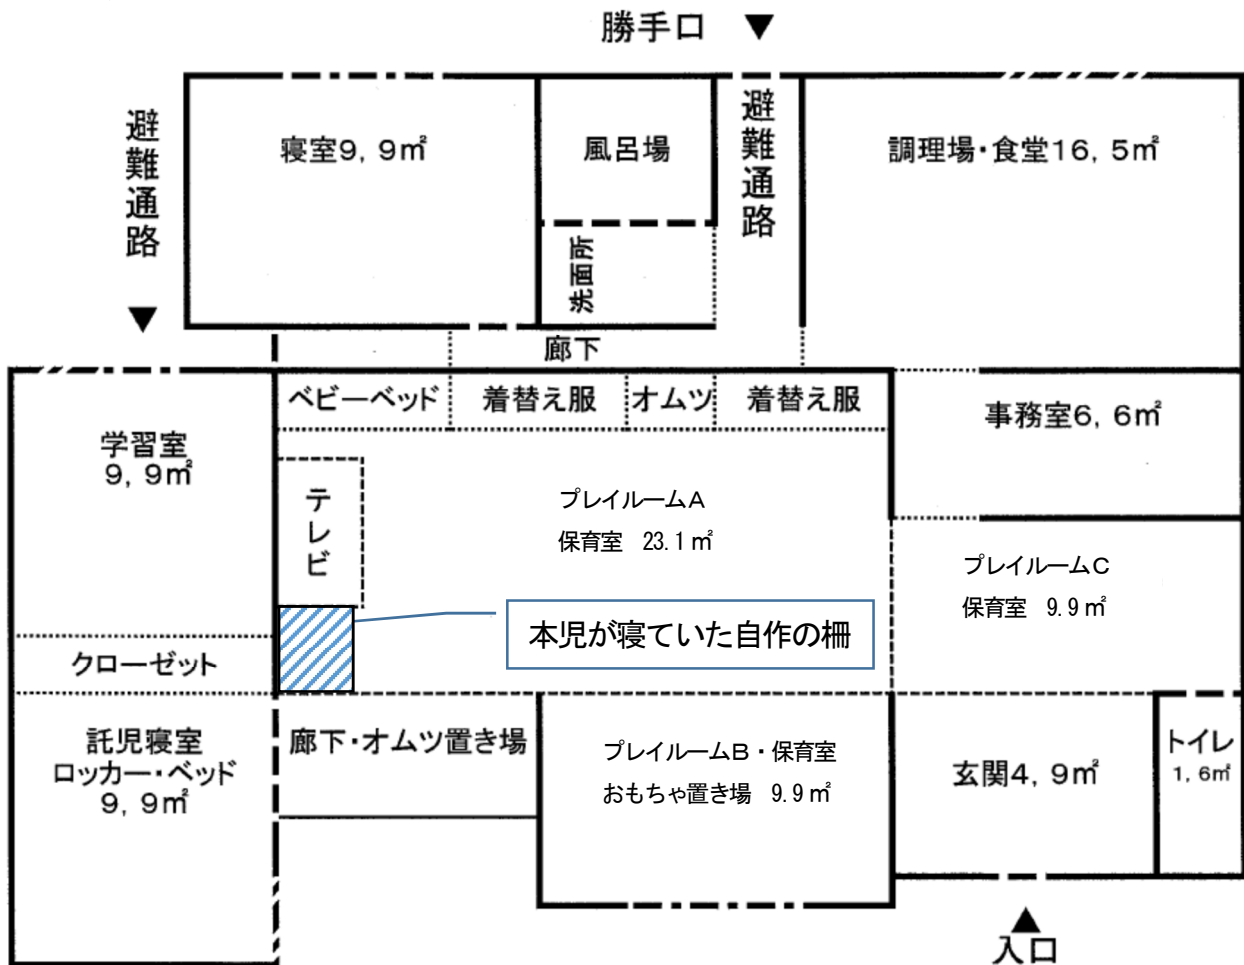 勝手口 ▼
避難通路
▼
寝室9,9㎡
風呂場
洗面所
避難通路
調理場・食堂16,5㎡
廊下
ベビーベッド
着替え服
オムツ
着替え服
事務室6,6㎡
学習室
9,9㎡
テレビ
プレイルームA
保育室 23.1㎡
プレイルームC
保育室 9.9㎡
本児が寝ていた自作の柵
クローゼット
託児寝室
ロッカー・ベッド
9,9㎡
廊下・オムツ置き場
プレイルームB・保育室
おもちゃ置き場 9.9㎡
玄関4,9㎡
トイレ
1,6㎡
▲
入口